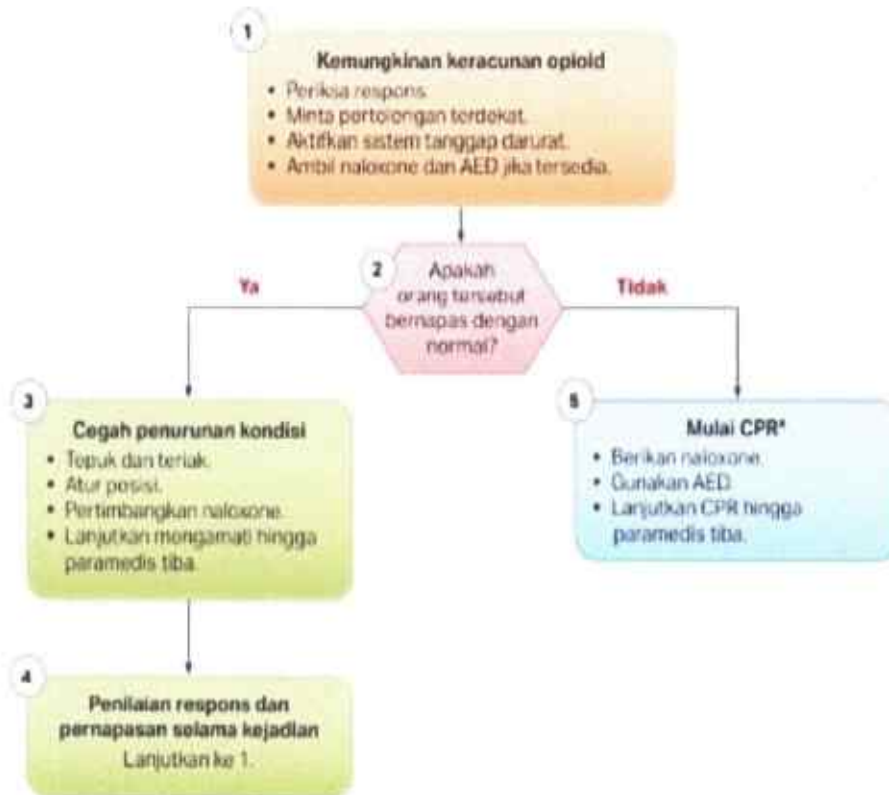 1
Kemungkinan keracunan opioid
• Periksa respons.
• Minta pertolongan terdekat.
• Aktifkan sistem tanggap darurat.
• Ambil naloxone dan AED jika tersedia.
2
Apakah
orang tersebut
bernapas dengan
normal?
Ya
Tidak
3
Cegah penurunan kondisi
• Tepuk dan teriak.
• Atur posisi.
• Pertimbangkan naloxone.
• Lanjutkan mengamati hingga
paramedis tiba.
4
Penilaian respons dan
pernapasan selama kejadian
Lanjutkan ke 1.
5
Mulai CPRª
• Berikan naloxone.
• Gunakan AED.
• Lanjutkan CPR hingga
paramedis tiba.